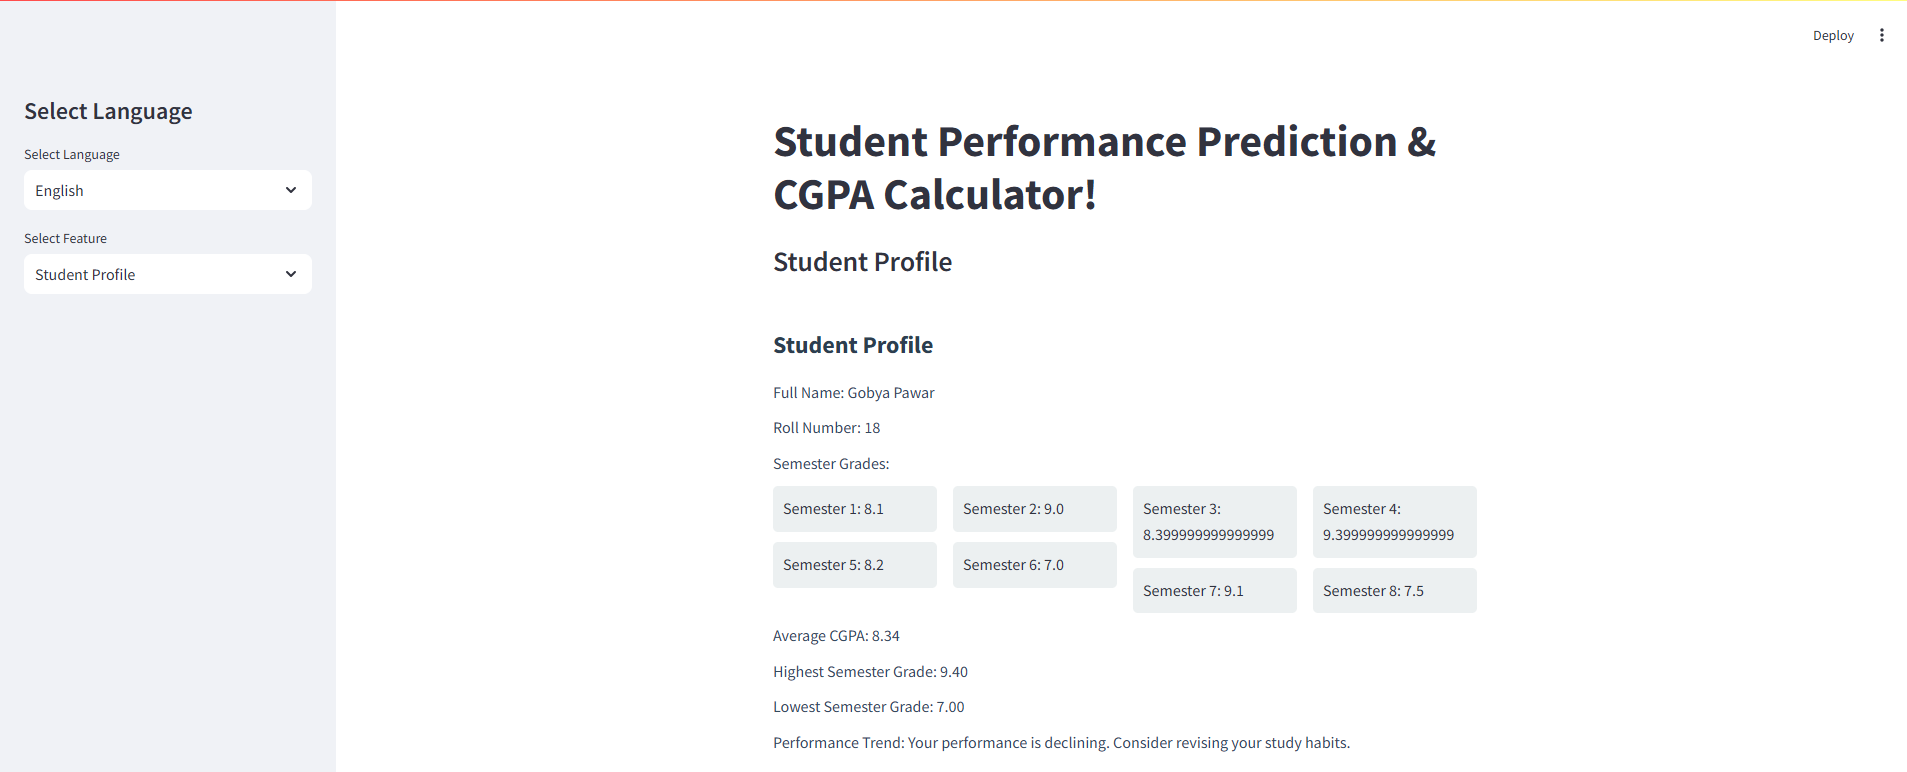 Deploy
Select Language
Select Language
English
Select Feature
Student Profile
Student Performance Prediction &
CGPA Calculator!
Student Profile
Student Profile
Full Name: Gobya Pawar
Roll Number: 18
Semester Grades:
Semester 1: 8.1
Semester 2: 9.0
Semester 3:
8.399999999999999
Semester 4:
9.399999999999999
Semester 5: 8.2
Semester 6: 7.0
Semester 7: 9.1
Semester 8: 7.5
Average CGPA: 8.34
Highest Semester Grade: 9.40
Lowest Semester Grade: 7.00
Performance Trend: Your performance is declining. Consider revising your study habits.